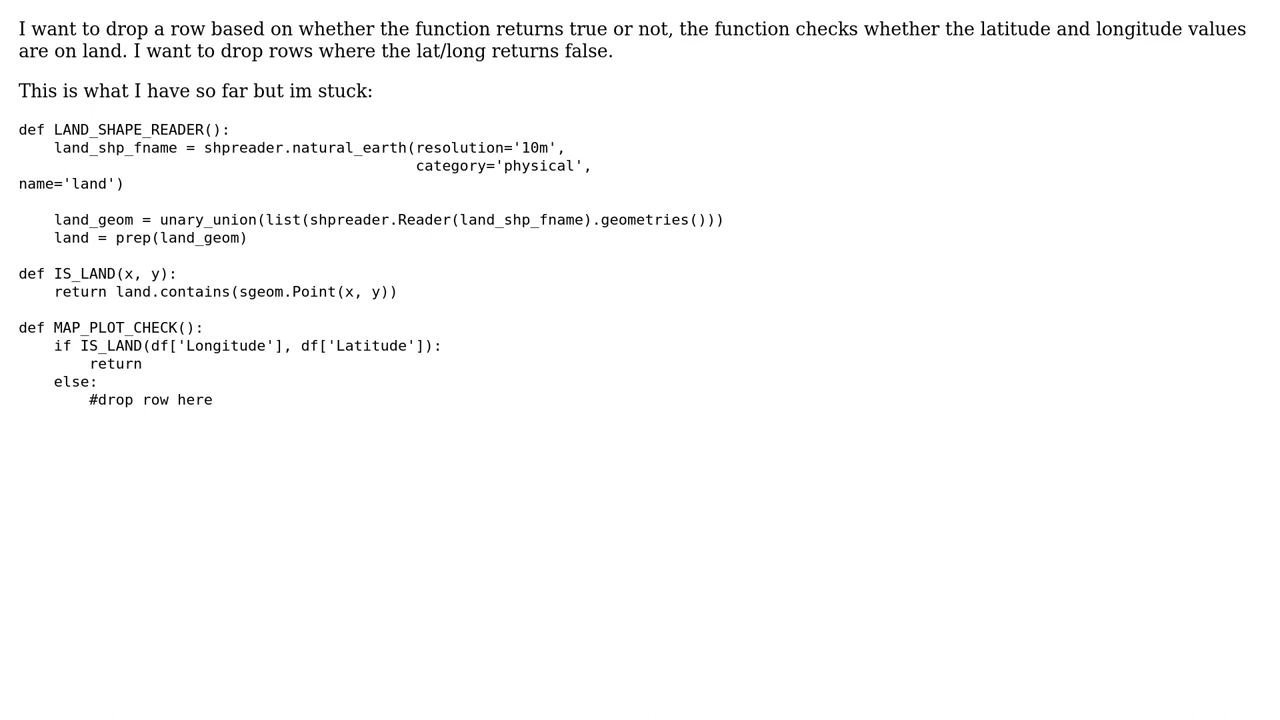 I want to drop a row based on whether the function returns true or not, the function checks whether the latitude and longitude values
are on land. I want to drop rows where the lat/long returns false.
This is what I have so far but im stuck:
def LAND_SHAPE_READER():
    land_shp_fname = shpreader.natural_earth(resolution='10m',
                                             category='physical',
name='land')

    land_geom = unary_union(list(shpreader.Reader(land_shp_fname).geometries()))
    land = prep(land_geom)

def IS_LAND(x, y):
    return land.contains(sgeom.Point(x, y))

def MAP_PLOT_CHECK():
    if IS_LAND(df['Longitude'], df['Latitude']):
        return
    else:
        #drop row here